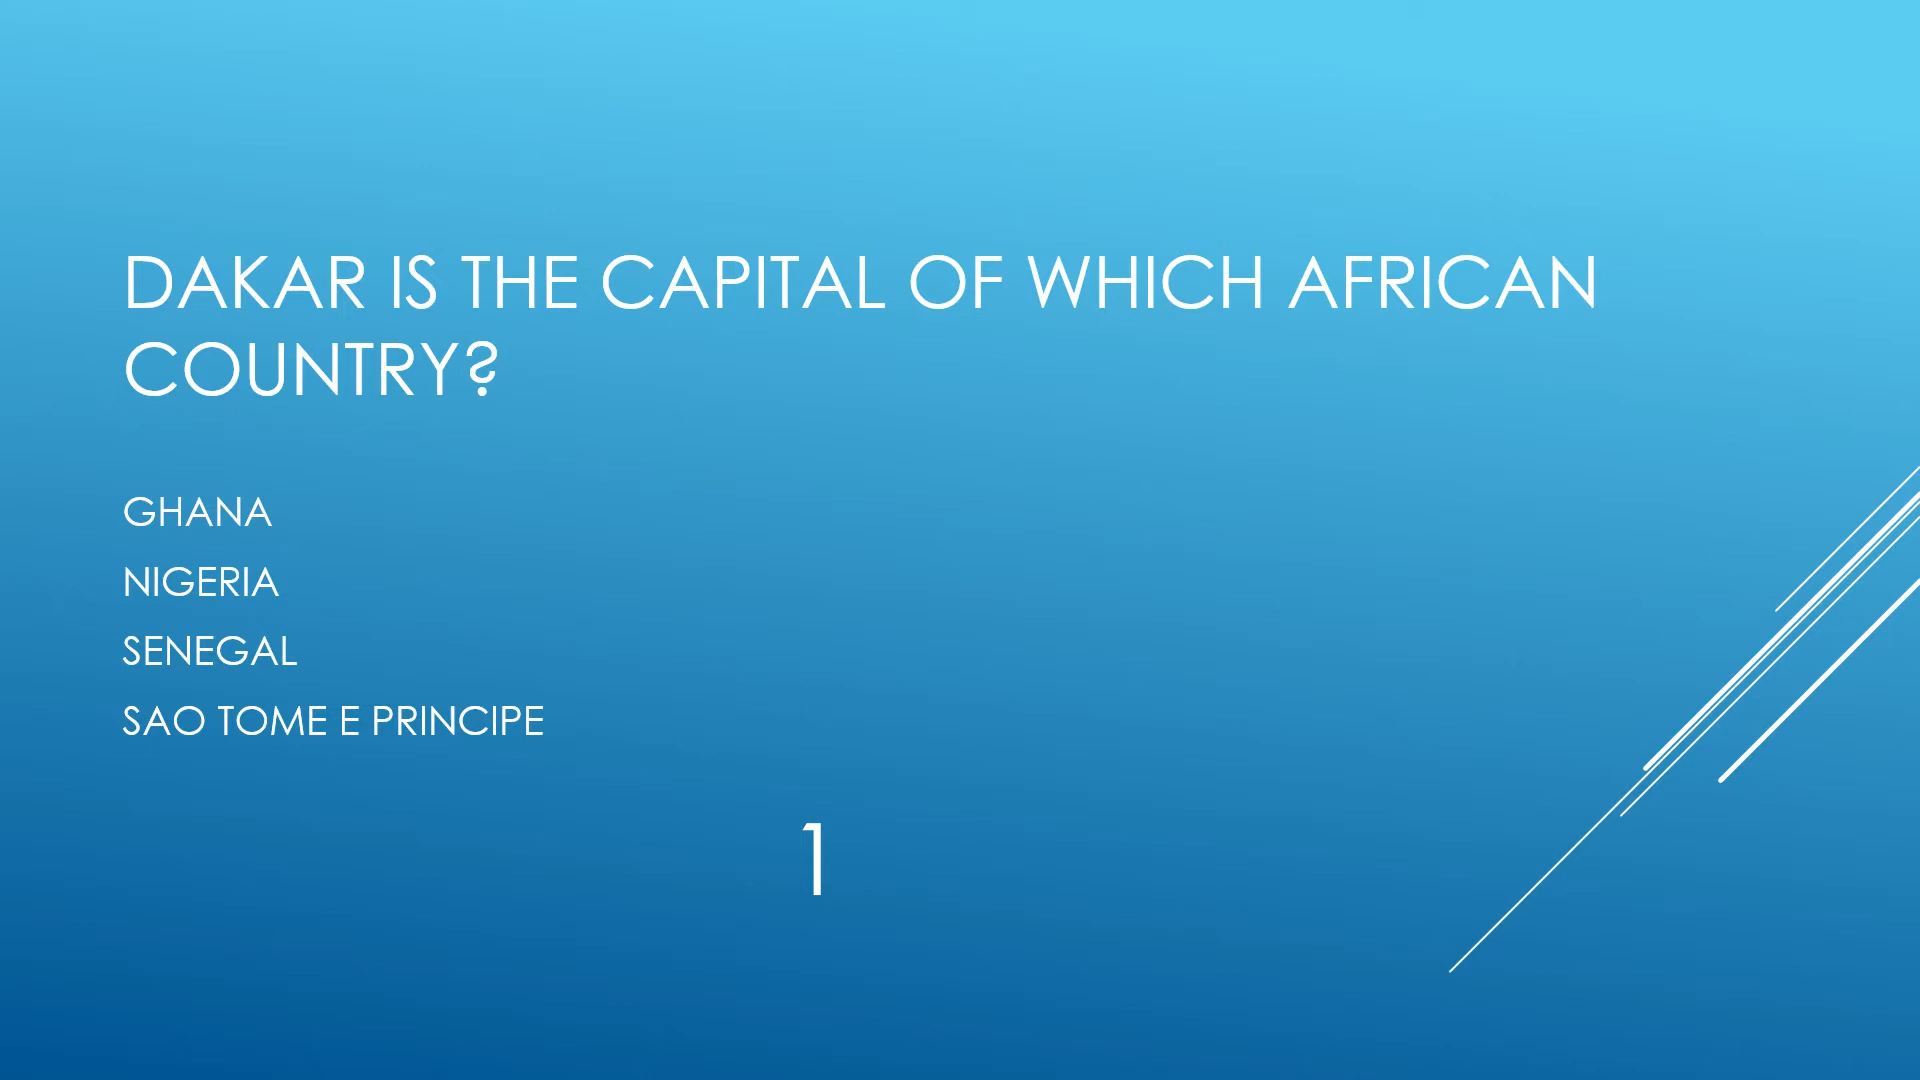 DAKAR IS THE CAPITAL OF WHICH AFRICAN
COUNTRY?
GHANA
NIGERIA
SENEGAL
SAO TOME E PRINCIPE
1